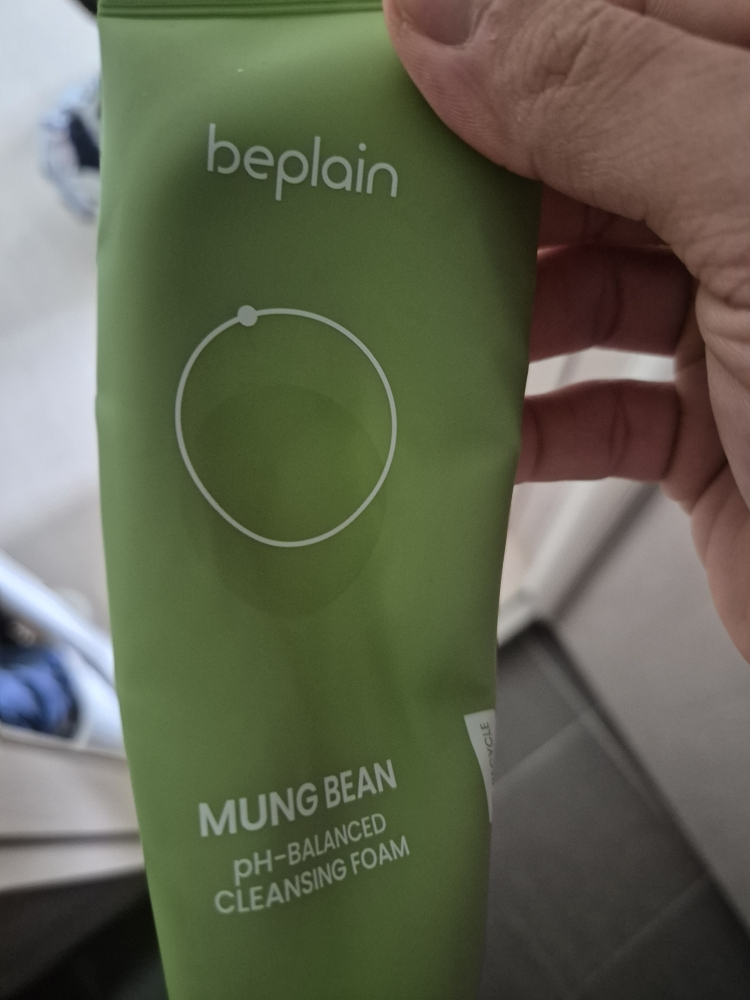 beplain
MUNG BEAN
pH-BALANCED
CLEANSING FOAM